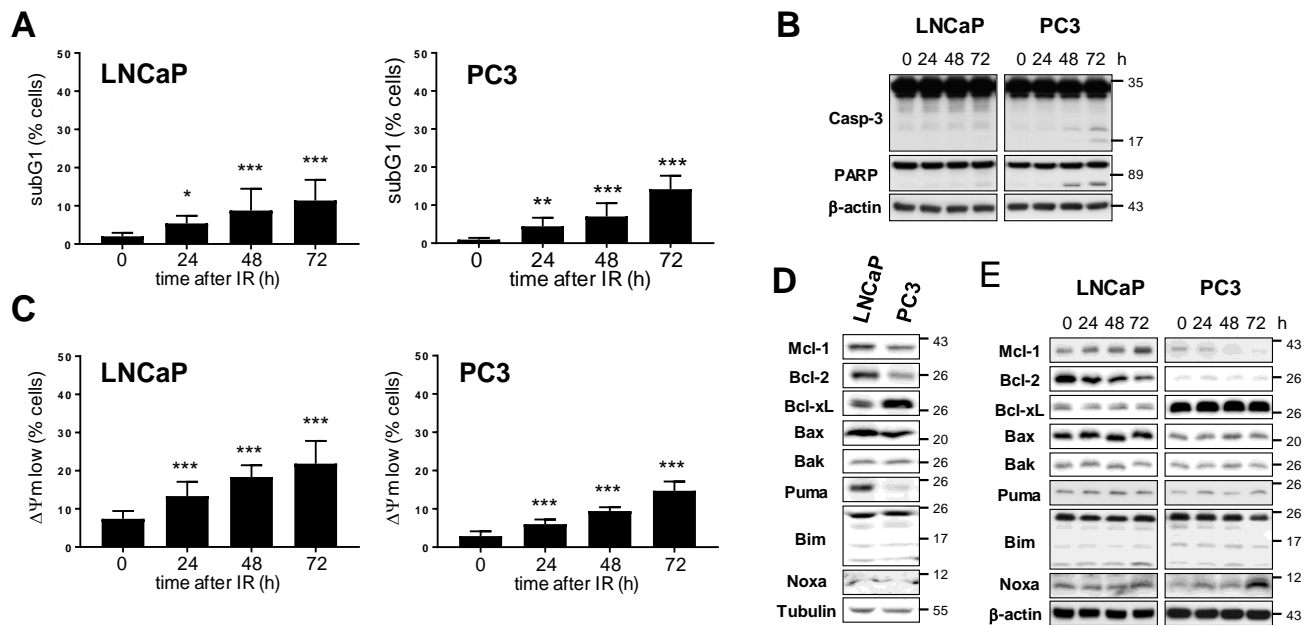 A
LNCaP
50
40
30
20
10
0
subG1 (% cells)
*
***
***
0 24 48 72
time after IR (h)
PC3
50
40
30
20
10
0
subG1 (% cells)
**
***
***
0 24 48 72
time after IR (h)
B
LNCaP PC3
0 24 48 72 0 24 48 72 h
Casp-3
35
17
PARP
89
β-actin
43
C
LNCaP
50
40
30
20
10
0
ΔΨm low (% cells)
***
***
***
0 24 48 72
time after IR (h)
PC3
50
40
30
20
10
0
ΔΨm low (% cells)
***
***
***
0 24 48 72
time after IR (h)
D
LNCaP PC3
Mcl-1 43
Bcl-2 26
Bcl-xL 26
Bax 20
Bak 26
Puma 26
Bim 26
17
Noxa 12
Tubulin 55
E
LNCaP PC3
0 24 48 72 0 24 48 72 h
Mcl-1 43
Bcl-2 26
Bcl-xL 26
Bax 20
Bak 26
Puma 26
Bim 26
17
Noxa 12
β-actin 43